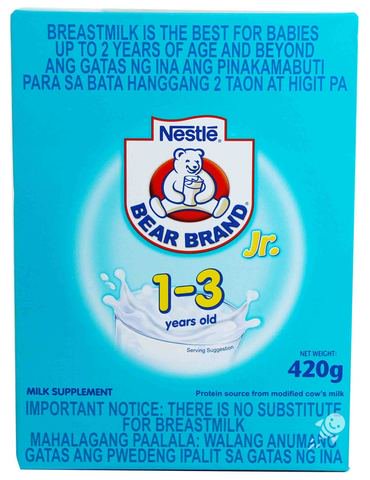 BREASTMILK IS THE BEST FOR BABIES
UP TO 2 YEARS OF AGE AND BEYOND
ANG GATAS NG INA ANG PINAKAMABUTI
PARA SA BATA HANGGANG 2 TAON AT HIGIT PA
Nestlé®
BEAR BRAND®
Jr.
1-3
years old
Serving Suggestion
NET WEIGHT:
420g
MILK SUPPLEMENT
Protein source from modified cow's milk
IMPORTANT NOTICE: THERE IS NO SUBSTITUTE
FOR BREASTMILK
MAHALAGANG PAALALA: WALANG ANUMANG
GATAS ANG PWEDENG IPALIT SA GATAS NG INA